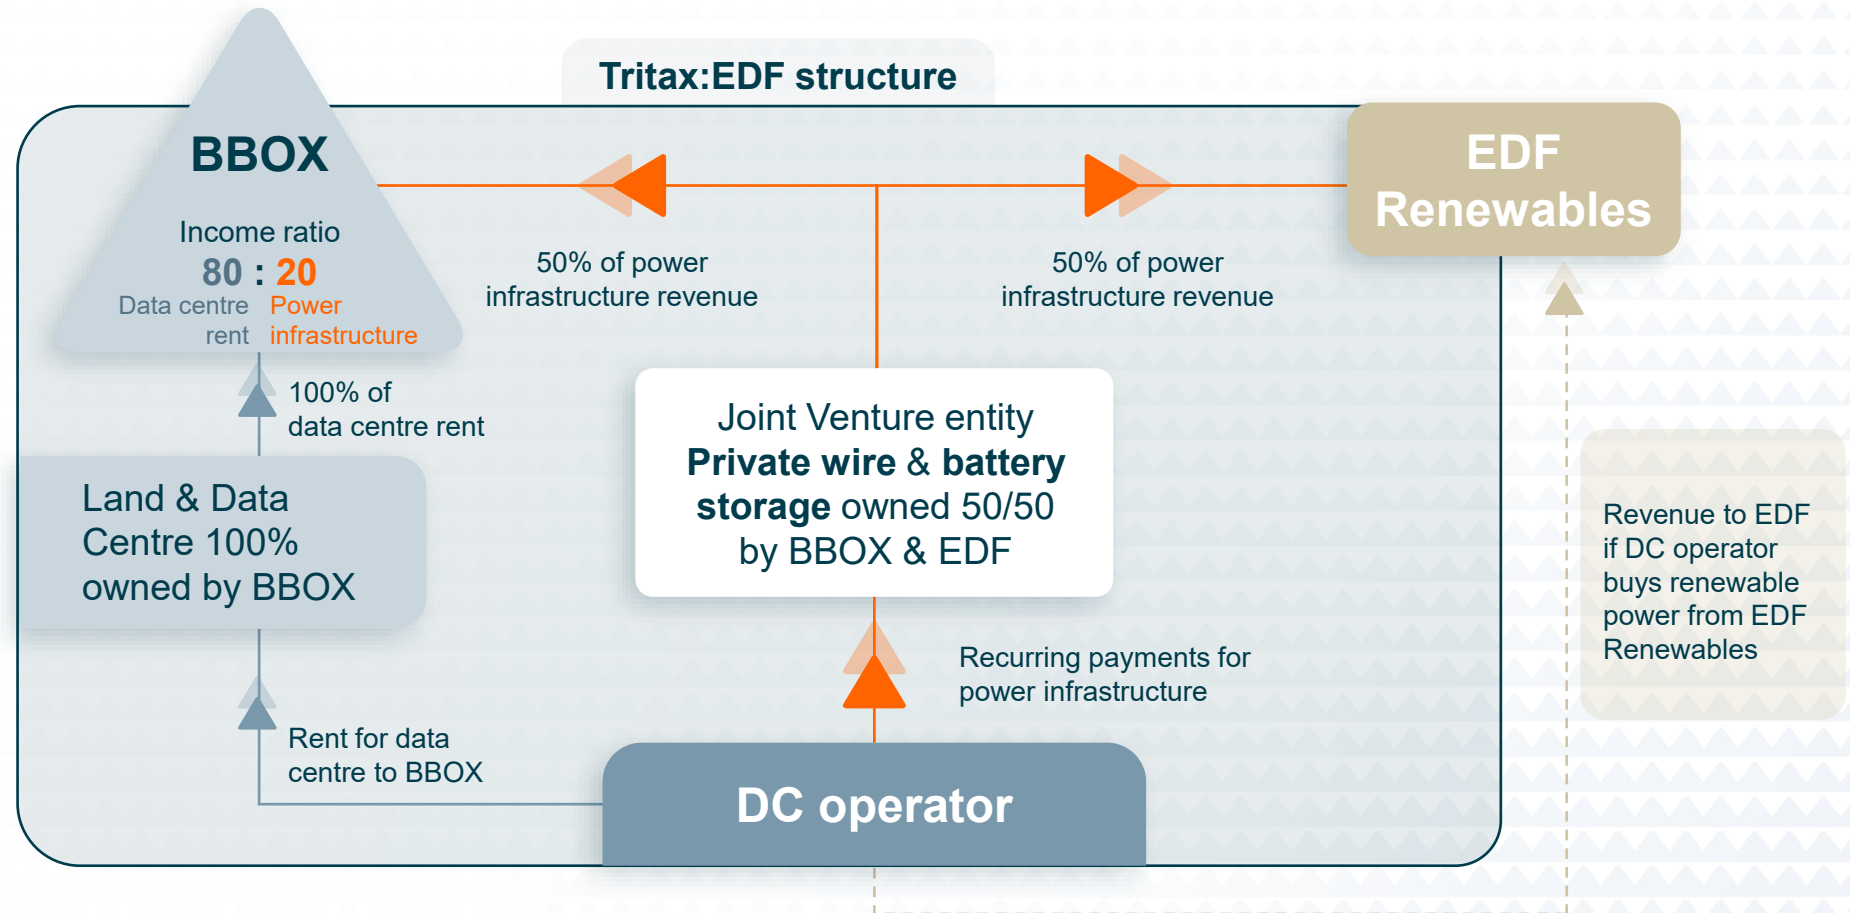 Tritax:EDF structure
BBOX
Income ratio
80 : 20
Data centre
rent
Power
infrastructure
50% of power
infrastructure revenue
50% of power
infrastructure revenue
EDF
Renewables
100% of
data centre rent
Land & Data
Centre 100%
owned by BBOX
Joint Venture entity
Private wire & battery
storage owned 50/50
by BBOX & EDF
Revenue to EDF
if DC operator
buys renewable
power from EDF
Renewables
Recurring payments for
power infrastructure
Rent for data
centre to BBOX
DC operator